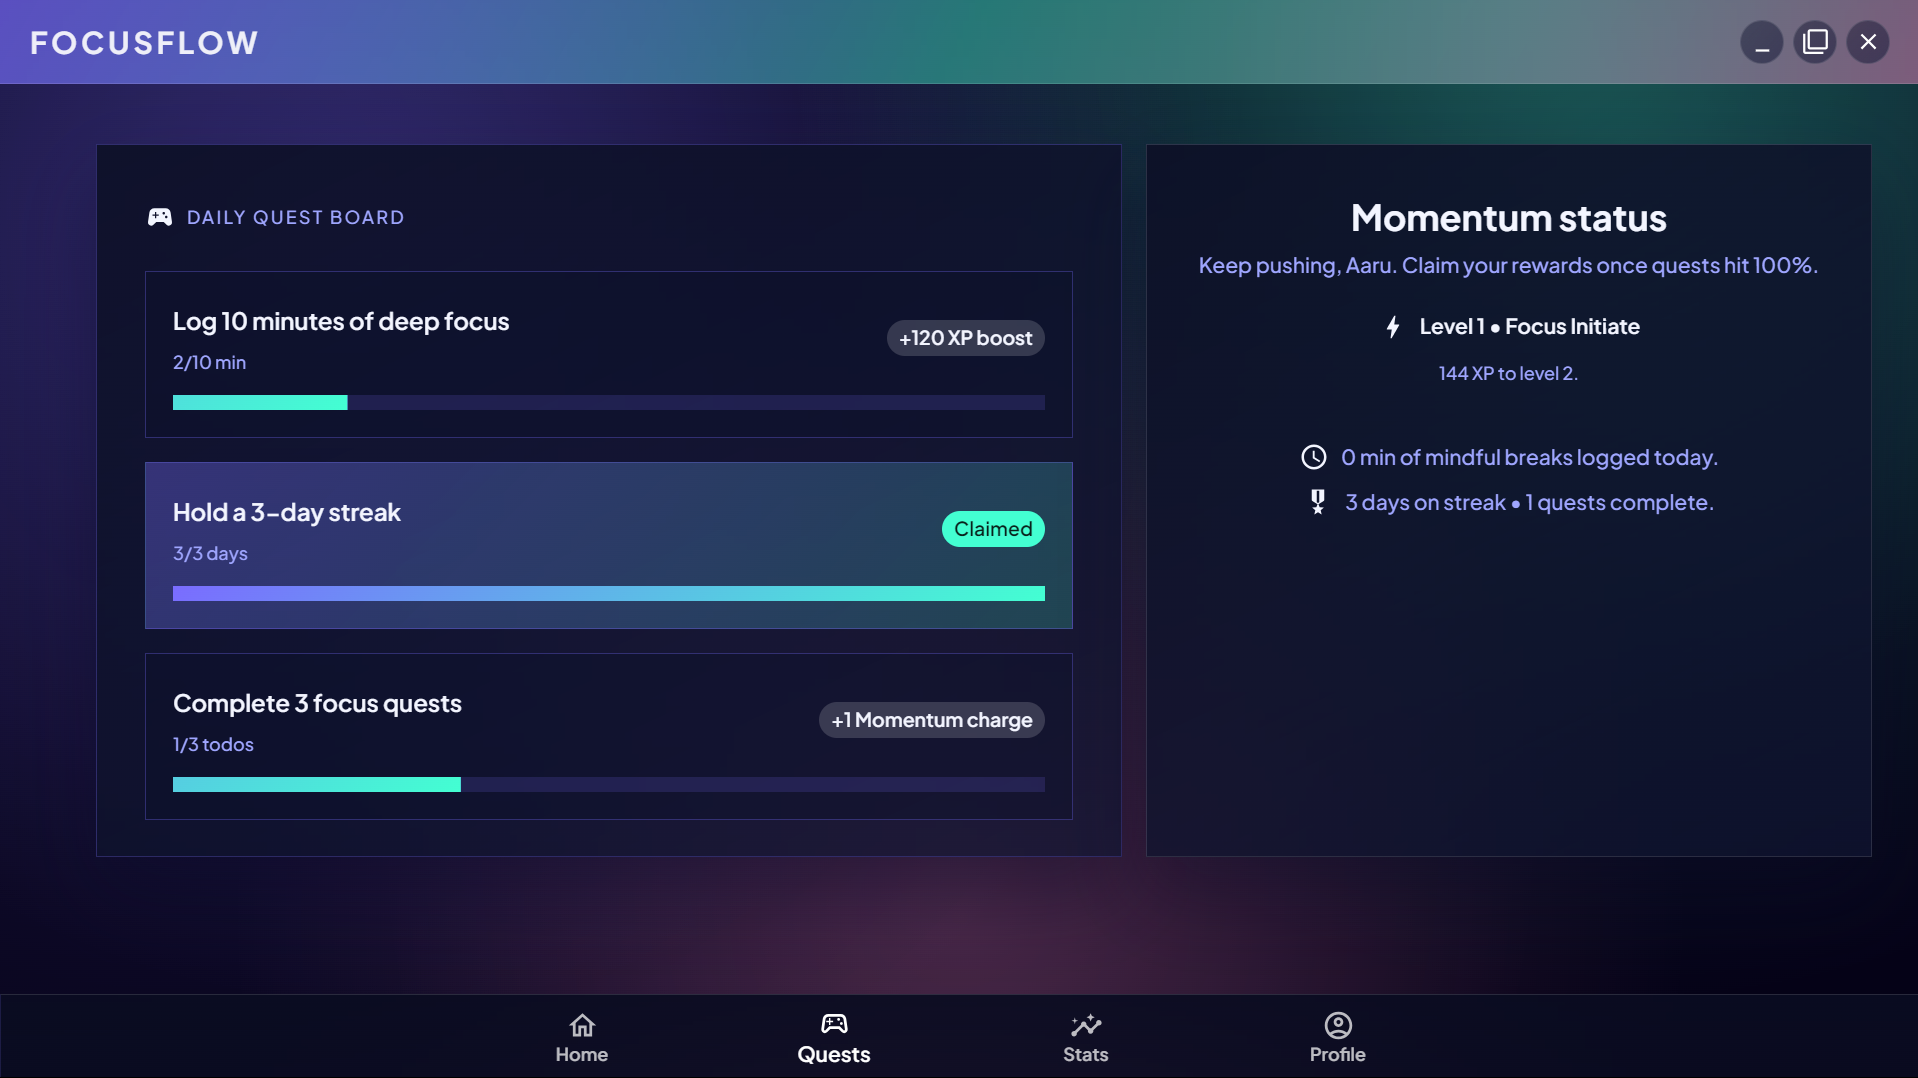 FOCUSFLOW
DAILY QUEST BOARD
Log 10 minutes of deep focus
+120 XP boost
2/10 min
Hold a 3-day streak
Claimed
3/3 days
Complete 3 focus quests
+1 Momentum charge
1/3 todos
Momentum status
Keep pushing, Aaru. Claim your rewards once quests hit 100%.
Level 1 • Focus Initiate
144 XP to level 2.
0 min of mindful breaks logged today.
3 days on streak • 1 quests complete.
Home
Quests
Stats
Profile